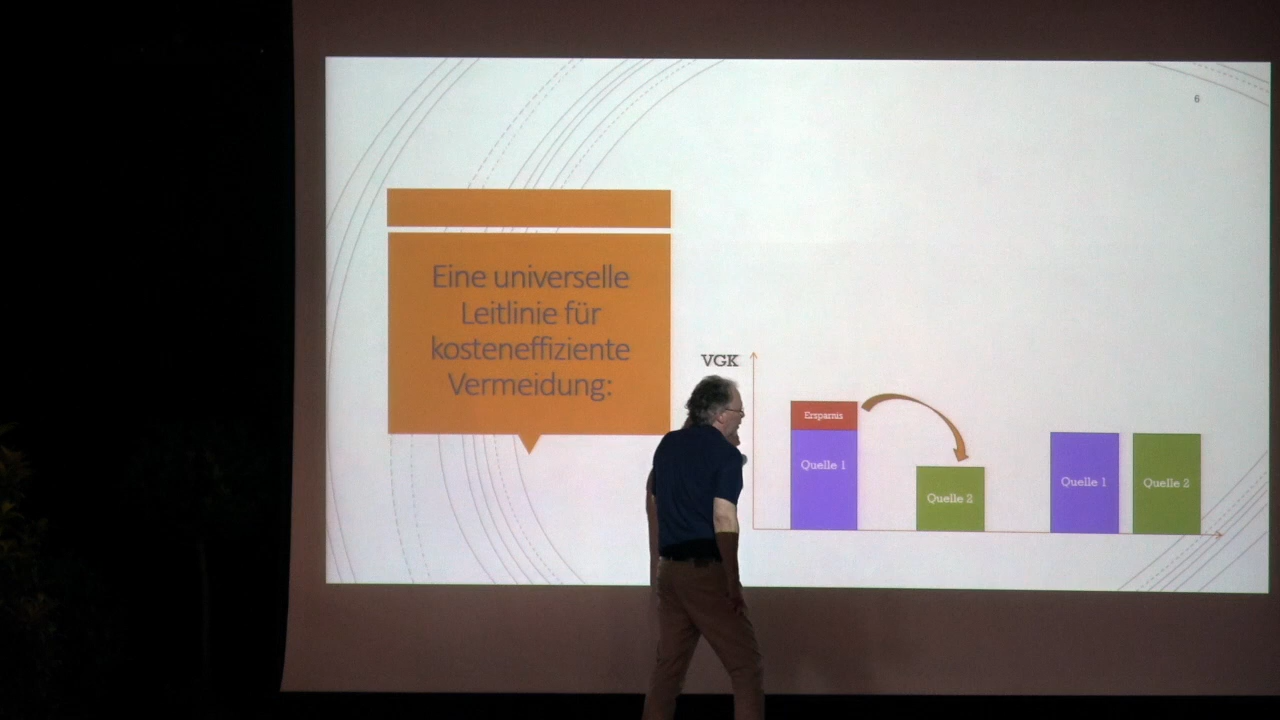 6
Eine universelle
Leitlinie für
kosteneffiziente
Vermeidung:
VGK
Ersparnis
Quelle 1
Quelle 2
Quelle 1
Quelle 2